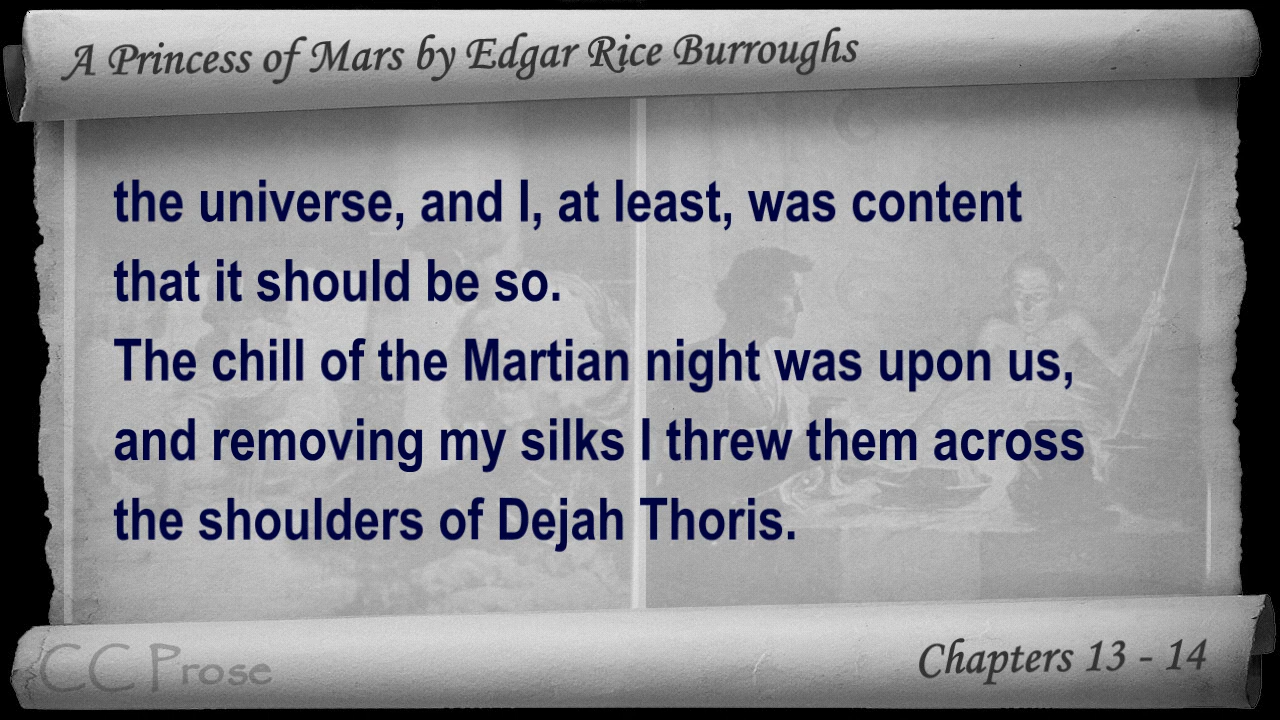 A Princess of Mars by Edgar Rice Burroughs
the universe, and I, at least, was content
that it should be so.
The chill of the Martian night was upon us,
and removing my silks I threw them across
the shoulders of Dejah Thoris.
CC Prose
Chapters 13 - 14